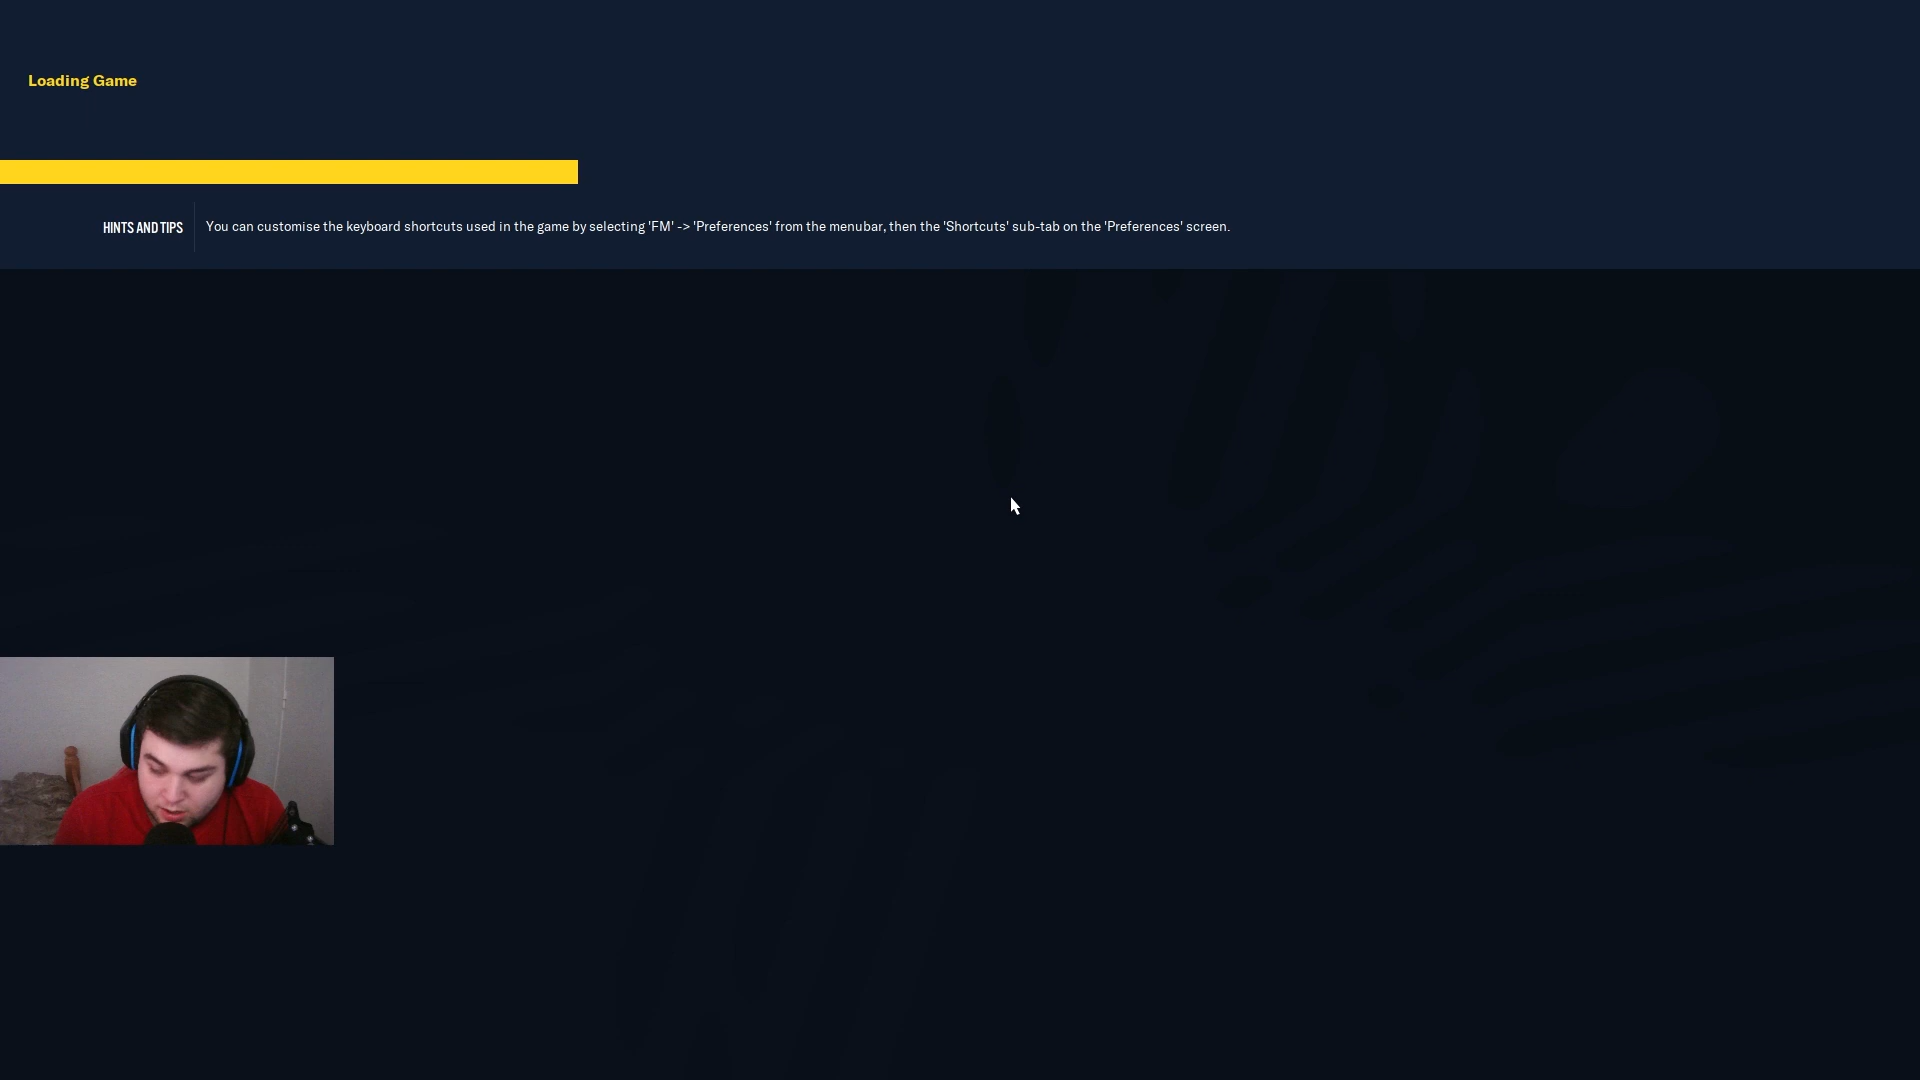 Loading Game
HINTS AND TIPS
You can customise the keyboard shortcuts used in the game by selecting 'FM' -> 'Preferences' from the menubar, then the 'Shortcuts' sub-tab on the 'Preferences' screen.